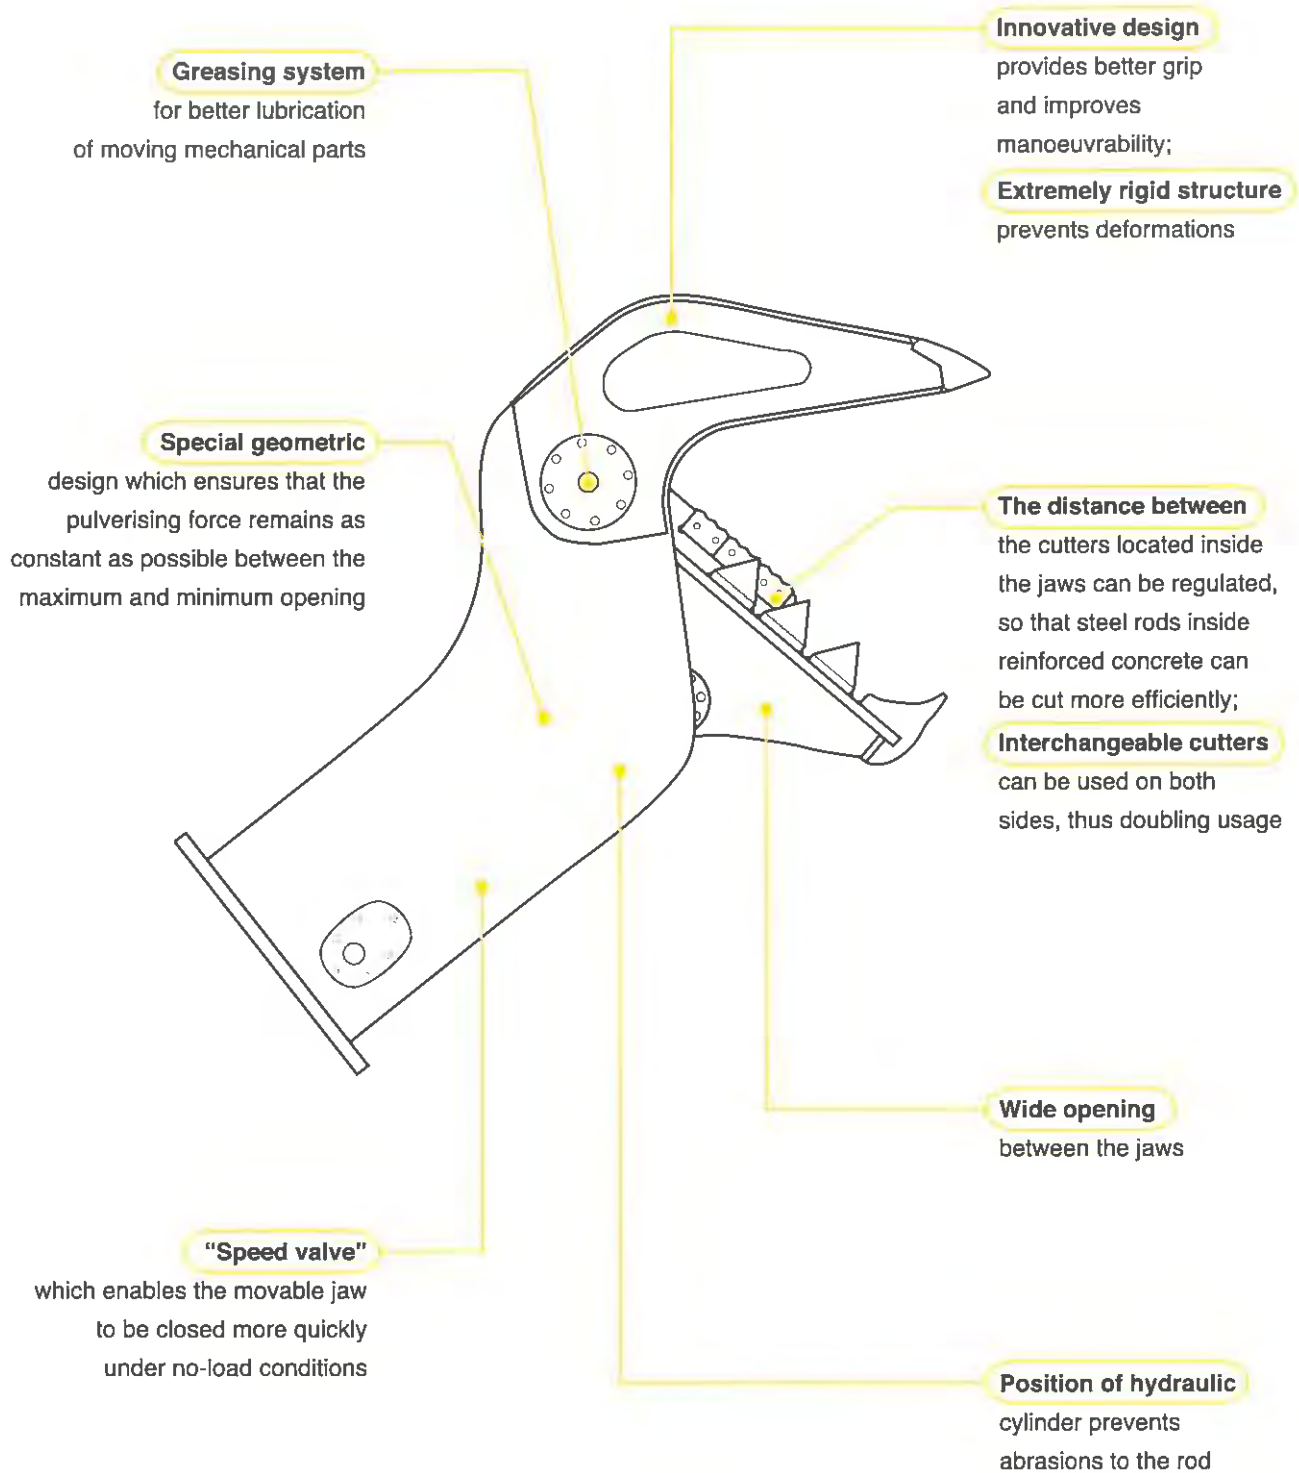 Greasing system
for better lubrication
of moving mechanical parts
Special geometric
design which ensures that the
pulverising force remains as
constant as possible between the
maximum and minimum opening
"Speed valve"
which enables the movable jaw
to be closed more quickly
under no-load conditions
Innovative design
provides better grip
and improves
manoeuvrability;
Extremely rigid structure
prevents deformations
The distance between
the cutters located inside
the jaws can be regulated,
so that steel rods inside
reinforced concrete can
be cut more efficiently;
Interchangeable cutters
can be used on both
sides, thus doubling usage
Wide opening
between the jaws
Position of hydraulic
cylinder prevents
abrasions to the rod